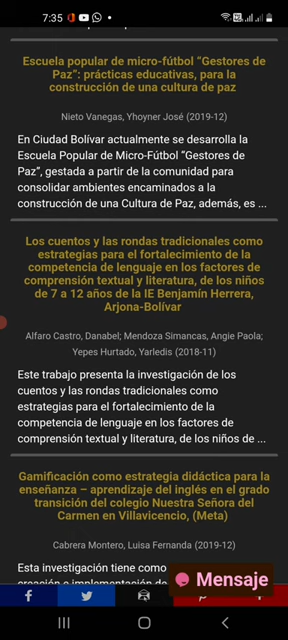 7:35
Escuela popular de micro-fútbol “Gestores de
Paz”: prácticas educativas, para la
construcción de una cultura de paz
Nieto Vanegas, Yhoyner José (2019-12)
En Ciudad Bolívar actualmente se desarrolla la
Escuela Popular de Micro-Fútbol “Gestores de
Paz”, gestada a partir de la comunidad para
consolidar ambientes encaminados a la
construcción de una Cultura de Paz, además, es ...
Los cuentos y las rondas tradicionales como
estrategias para el fortalecimiento de la
competencia de lenguaje en los factores de
comprensión textual y literatura, de los niños
de 7 a 12 años de la IE Benjamín Herrera,
Arjona-Bolívar
Alfaro Castro, Danabel; Mendoza Simancas, Angie Paola;
Yepes Hurtado, Yarledis (2018-11)
Este trabajo presenta la investigación de los
cuentos y las rondas tradicionales como
estrategias para el fortalecimiento de la
competencia de lenguaje en los factores de
comprensión textual y literatura, de los niños de ...
Gamificación como estrategia didáctica para la
enseñanza – aprendizaje del inglés en el grado
transición del colegio Nuestra Señora del
Carmen en Villavicencio, (Meta)
Cabrera Montero, Luisa Fernanda (2019-12)
Esta investigación tiene como
creación e implementación de
Mensaje